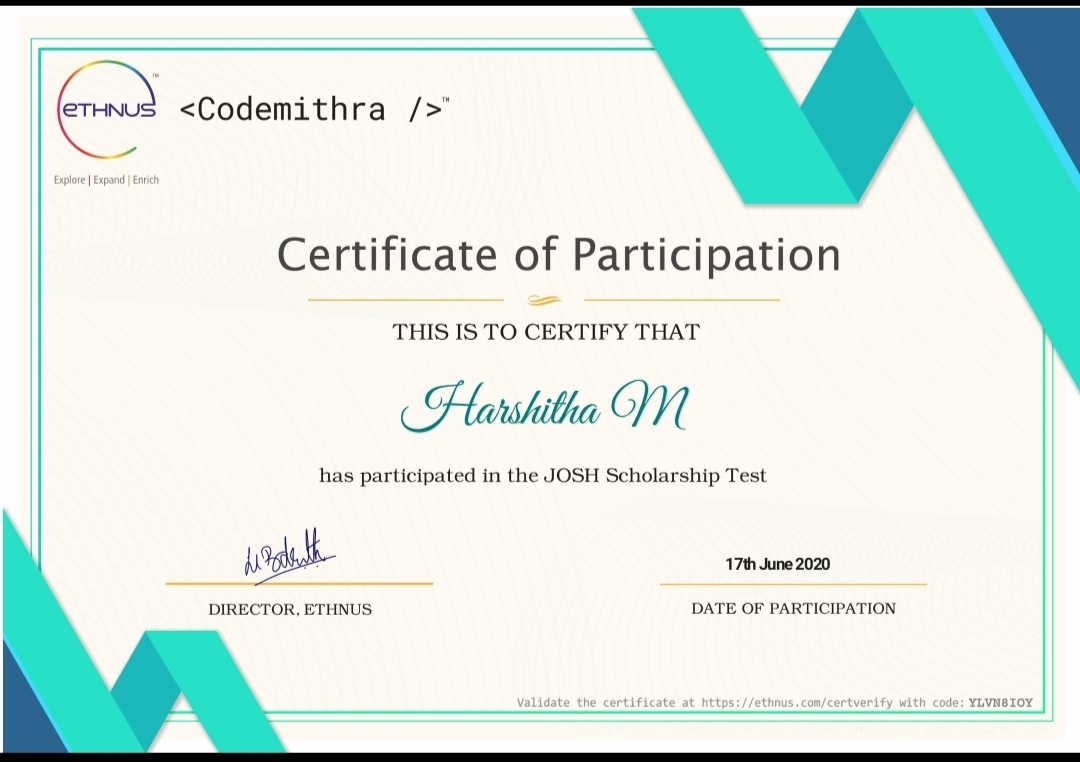 ETHNUS™
<Codemithra />™
Explore | Expand | Enrich
Certificate of Participation
THIS IS TO CERTIFY THAT
Harshitha M
has participated in the JOSH Scholarship Test
17th June 2020
DIRECTOR, ETHNUS
DATE OF PARTICIPATION
Validate the certificate at https://ethnus.com/certverify with code: YLVN8IOY